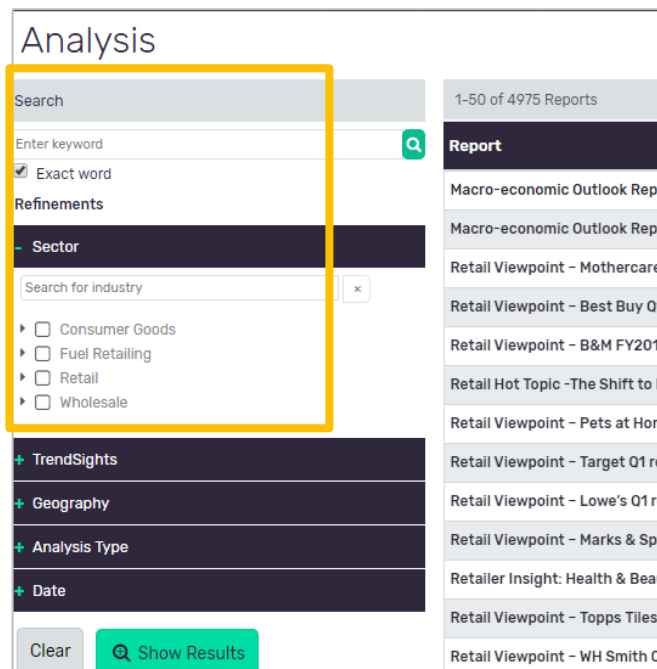 Analysis
Search
Enter keyword
Exact word
Refinements
- Sector
Search for industry ×
Consumer Goods
Fuel Retailing
Retail
Wholesale
+ TrendSights
+ Geography
+ Analysis Type
+ Date
Clear
Show Results
1-50 of 4975 Reports
Report
Macro-economic Outlook Rep
Macro-economic Outlook Rep
Retail Viewpoint – Mothercare
Retail Viewpoint – Best Buy Q
Retail Viewpoint – B&M FY201
Retail Hot Topic -The Shift to
Retail Viewpoint – Pets at Hom
Retail Viewpoint – Target Q1 r
Retail Viewpoint – Lowe's Q1 r
Retail Viewpoint – Marks & Sp
Retailer Insight: Health & Bea
Retail Viewpoint – Topps Tiles
Retail Viewpoint – WH Smith